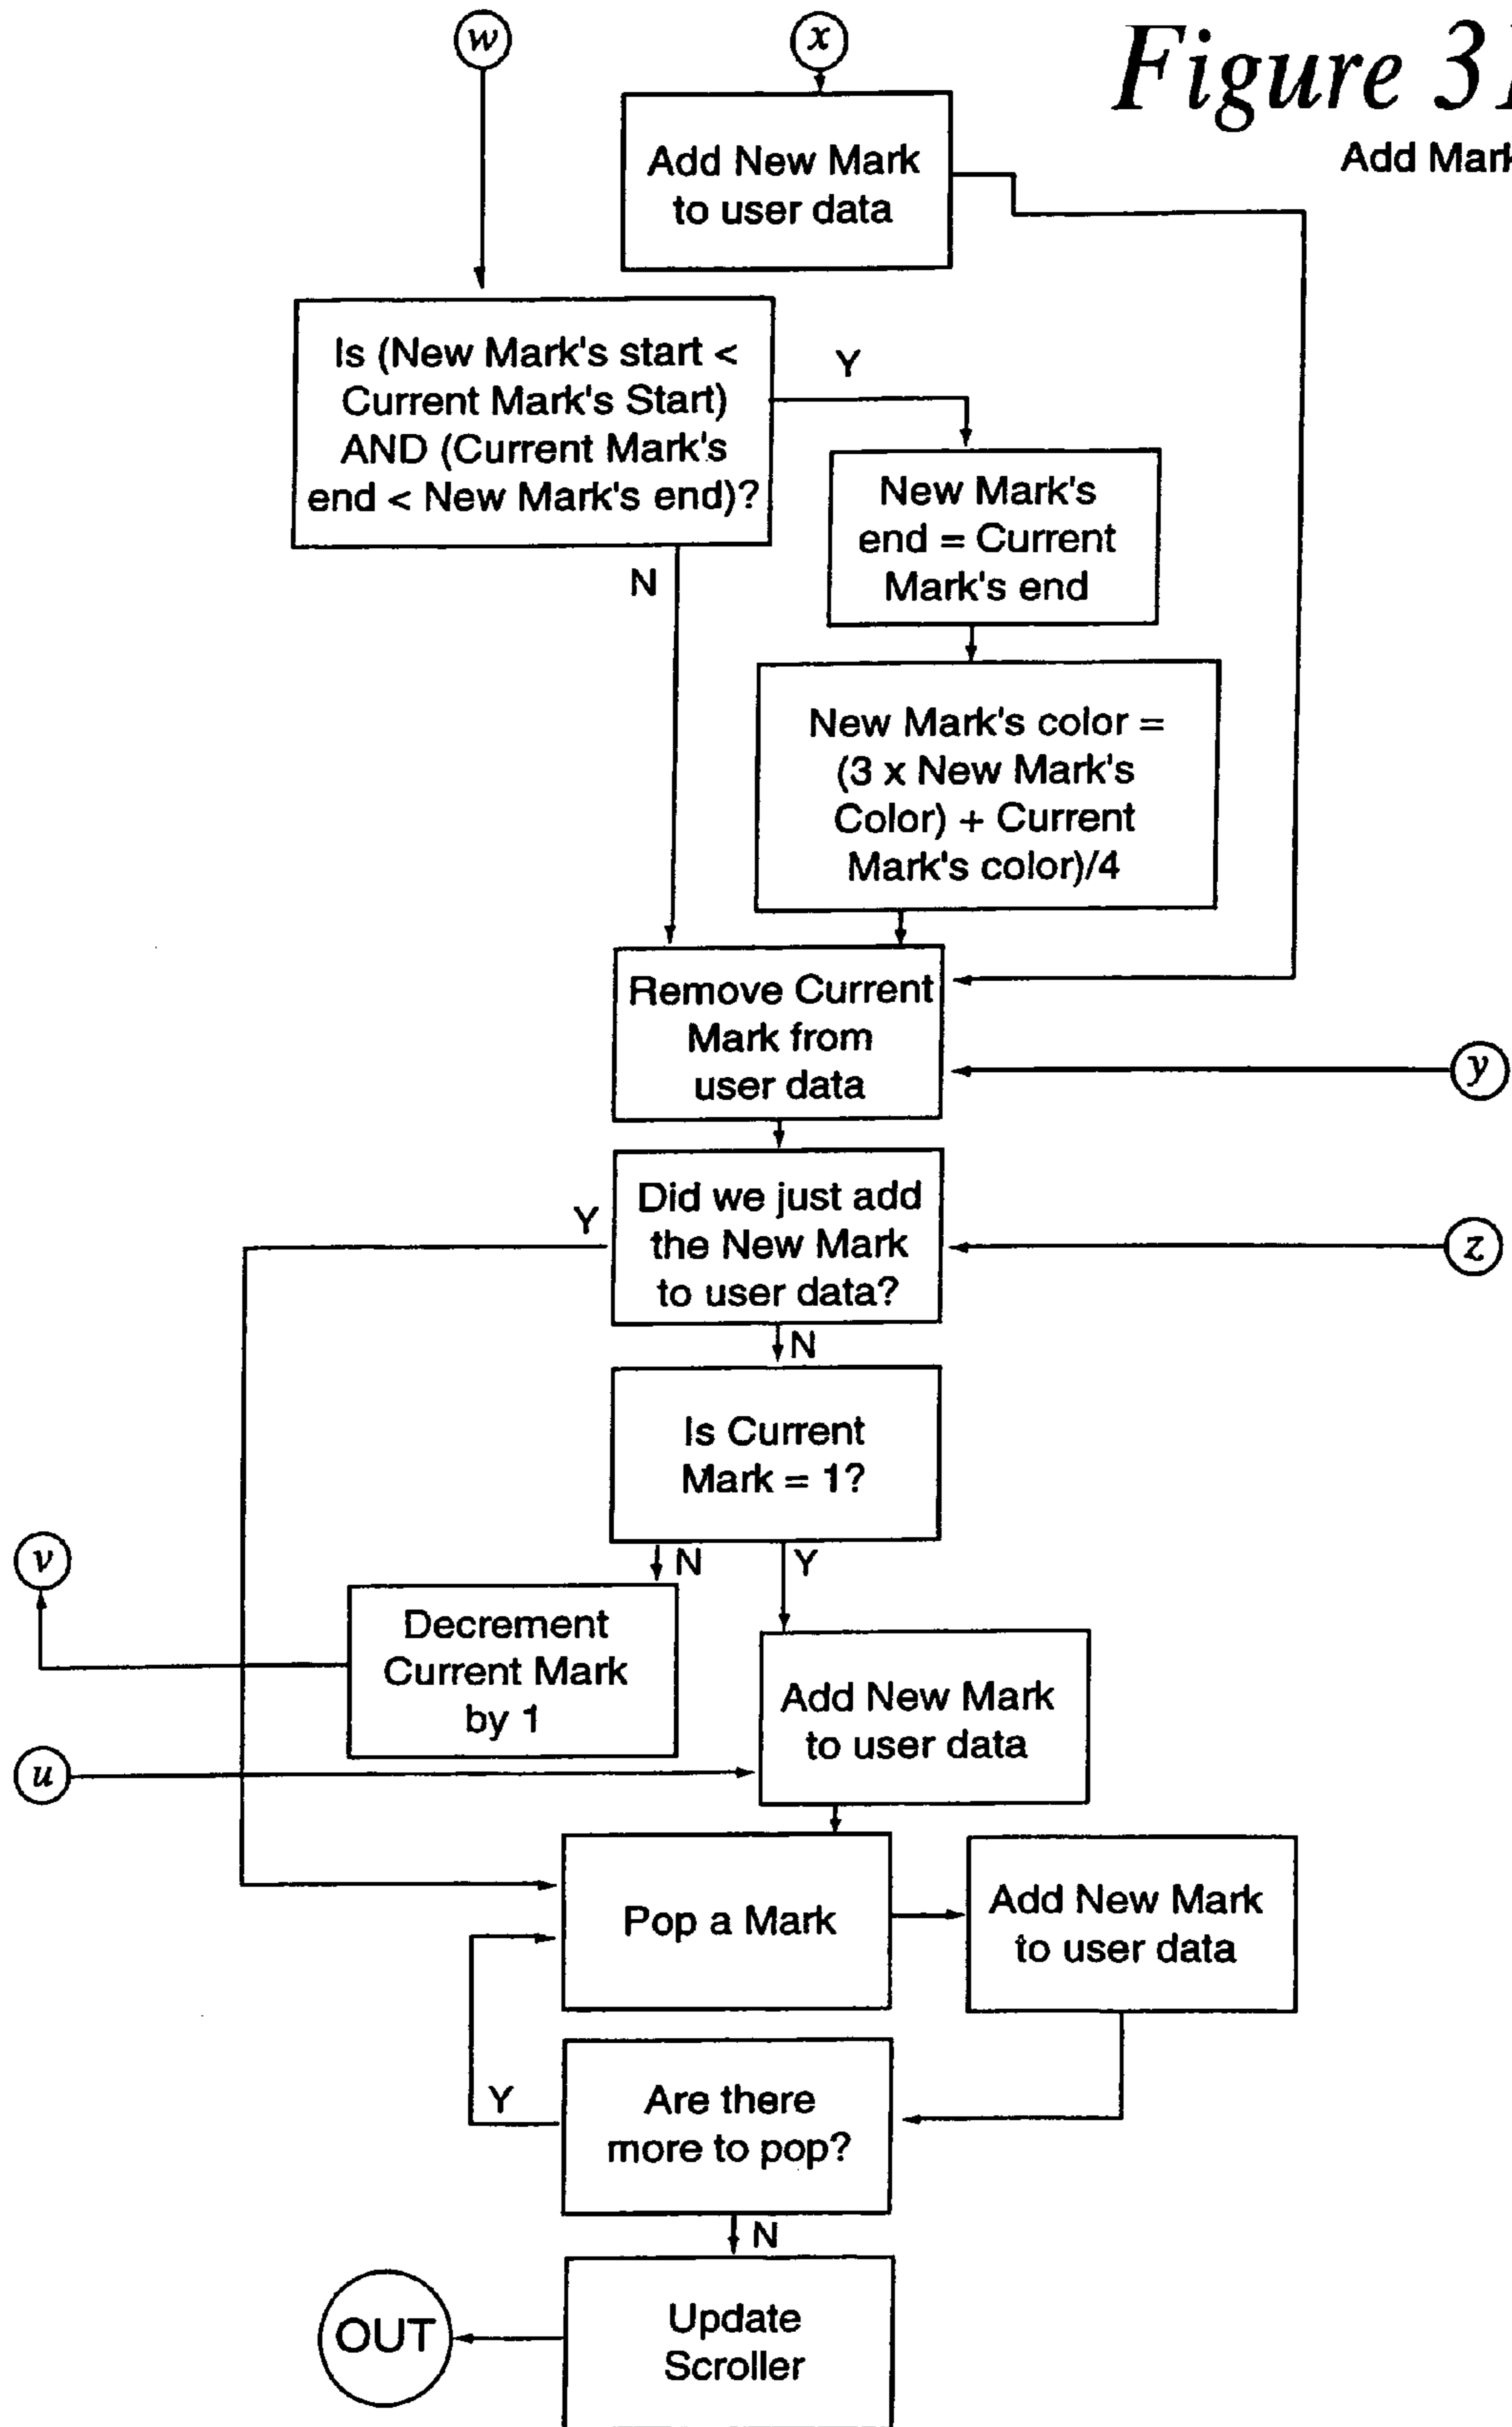 w
x
Figure 31
Add Mark
Add New Mark
to user data
Is (New Mark's start <
Current Mark's Start)
AND (Current Mark's
end < New Mark's end)?
Y
N
New Mark's
end = Current
Mark's end
New Mark's color =
(3 x New Mark's
Color) + Current
Mark's color)/4
Remove Current
Mark from
user data
y
Did we just add
the New Mark
to user data?
Y
z
N
Is Current
Mark = 1?
N
Y
v
Decrement
Current Mark
by 1
Add New Mark
to user data
u
Pop a Mark
Add New Mark
to user data
Are there
more to pop?
Y
N
Update
Scroller
OUT